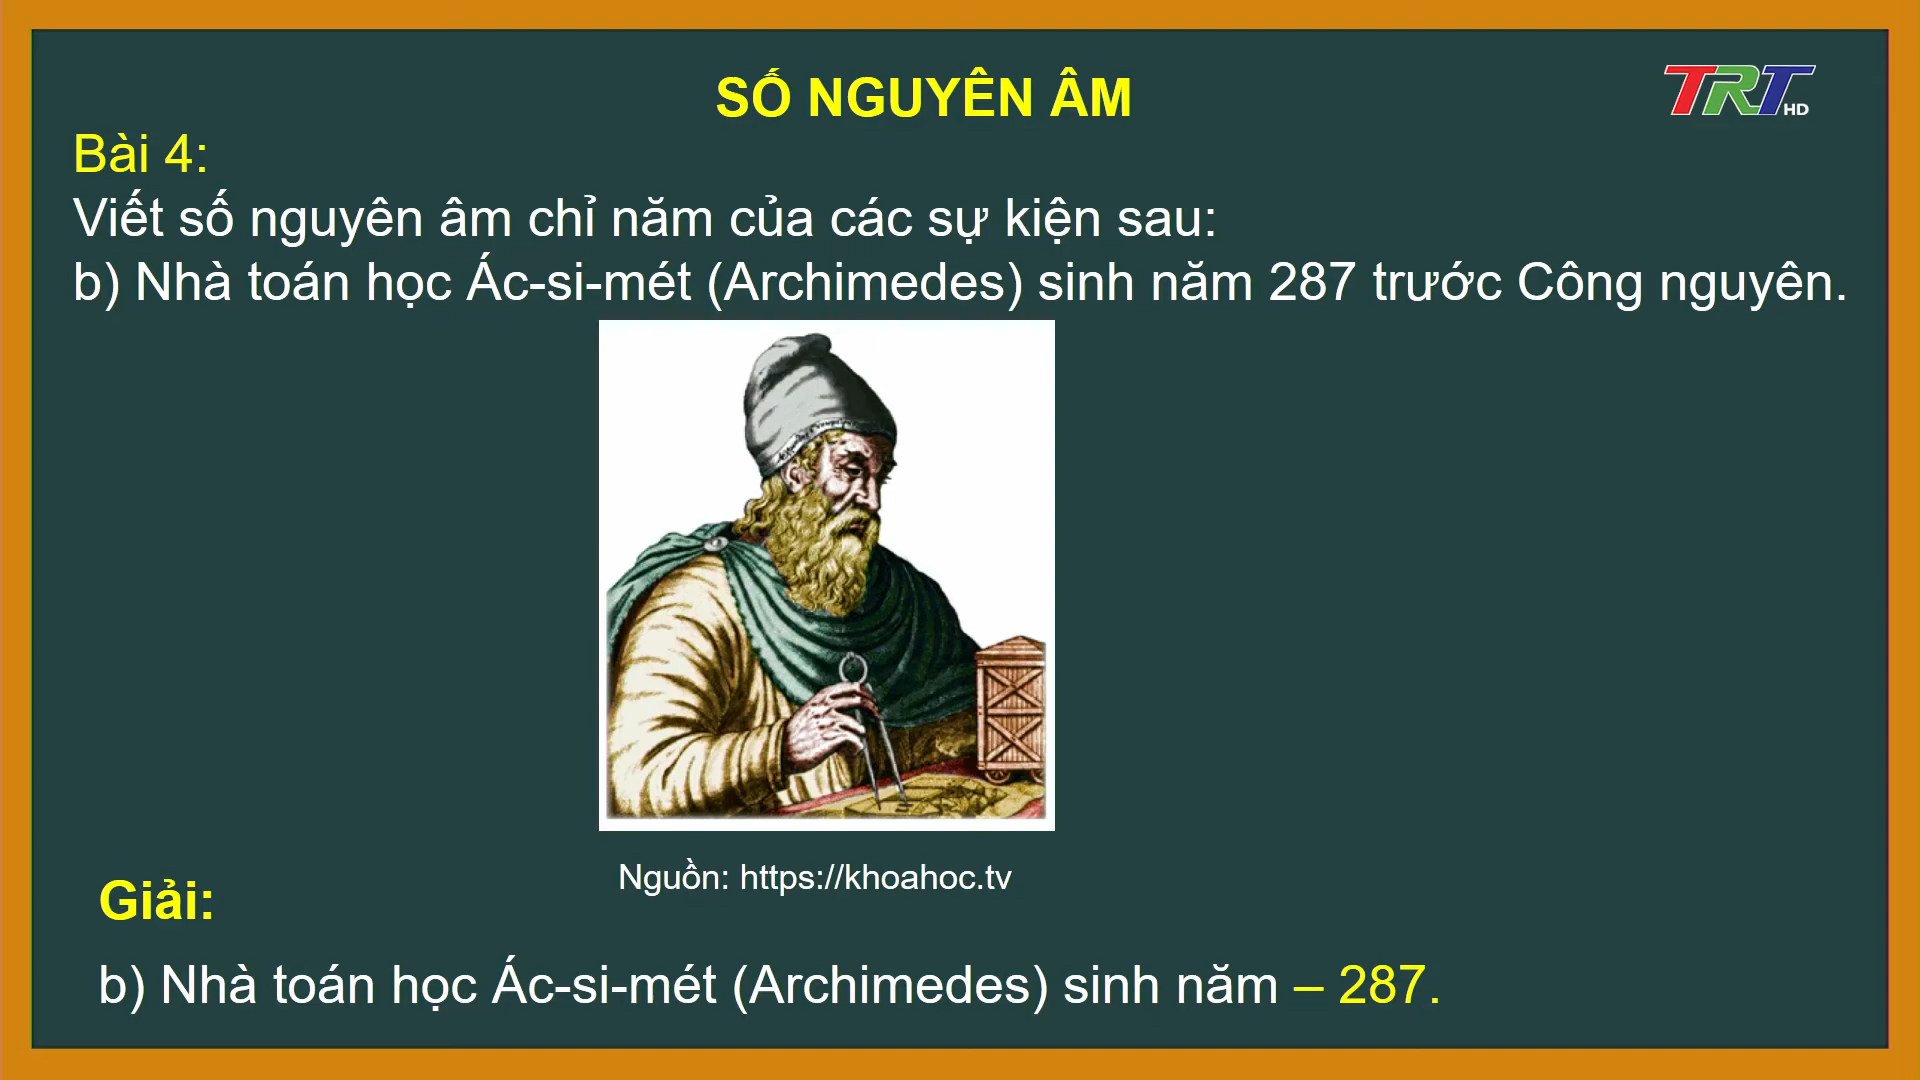 SỐ NGUYÊN ÂM
TRT HD
Bài 4:
Viết số nguyên âm chỉ năm của các sự kiện sau:
b) Nhà toán học Ác-si-mét (Archimedes) sinh năm 287 trước Công nguyên.
Nguồn: https://khoahoc.tv
Giải:
b) Nhà toán học Ác-si-mét (Archimedes) sinh năm – 287.